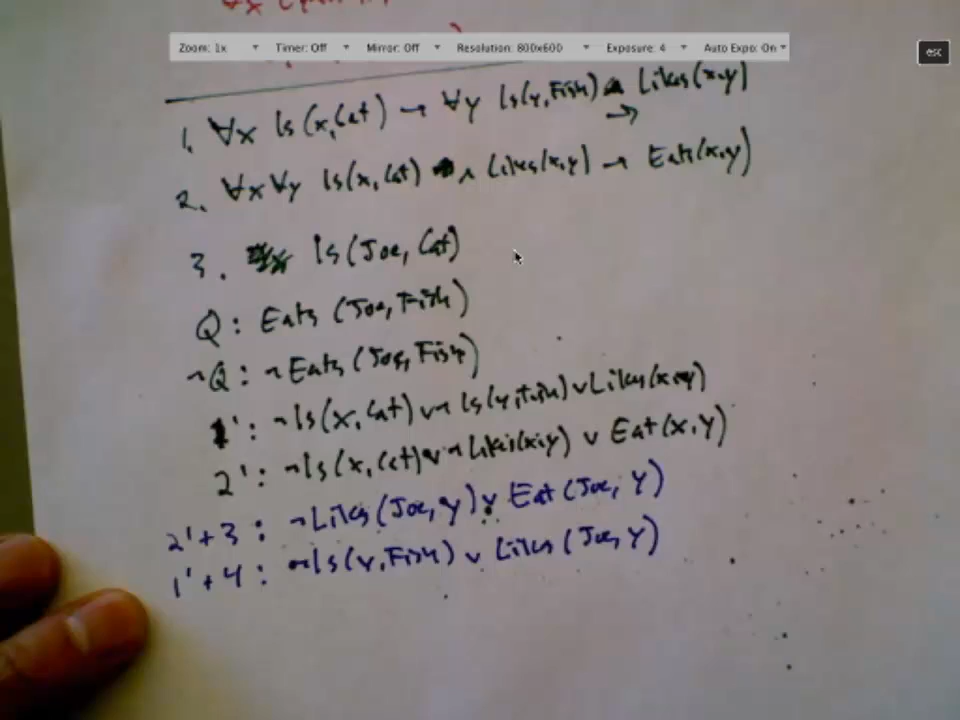 Zoom: 1x Timer: Off Mirror: Off Resolution: 800x600 Exposure: 4 Auto Expo: On
esc
1. ∀x Is(x,Cat) → ∀y Is(y,Fish) → Likes(x,y)
2. ∀x∀y Is(x,Cat) ∧ Likes(x,y) → Eats(x,y)
3. Is(Joe, Cat)
Q: Eats (Joe, Fish)
¬Q: ¬Eats (Joe, Fish)
1': ¬Is(x,Cat) ∨ ¬Is(y,Fish) ∨ Likes(x,y)
2': ¬Is(x,Cat) ∨ ¬Likes(x,y) ∨ Eat(x,y)
2'+3: ¬Likes(Joe,y) ∨ Eat(Joe, y)
1'+4: ¬Is(y,Fish) ∨ Likes(Joe,y)